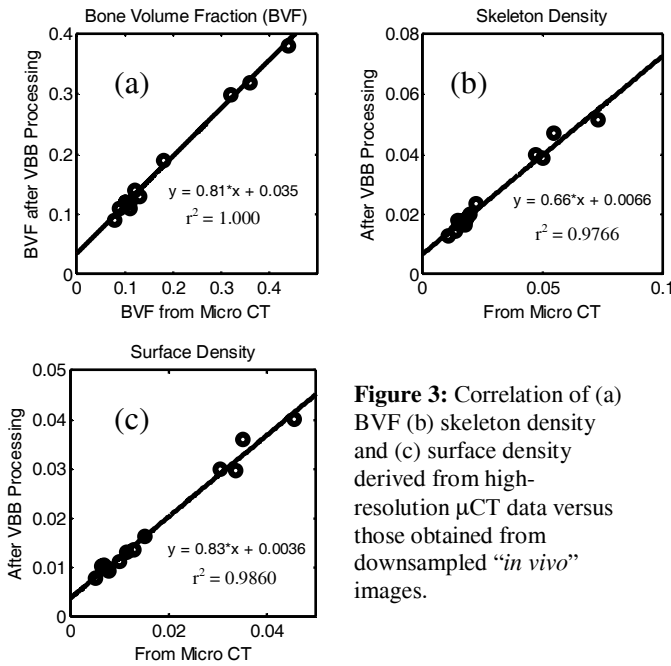 Bone Volume Fraction (BVF)
0.4
0.3
0.2
0.1
0
BVF after VBB Processing
(a)
y = 0.81*x + 0.035
r² = 1.000
0 0.1 0.2 0.3 0.4
BVF from Micro CT
Skeleton Density
0.08
0.06
0.04
0.02
0
After VBB Processing
(b)
y = 0.66*x + 0.0066
r² = 0.9766
0 0.05 0.1
From Micro CT
Surface Density
0.05
0.04
0.03
0.02
0.01
0
After VBB Processing
(c)
y = 0.83*x + 0.0036
r² = 0.9860
0 0.02 0.04
From Micro CT
Figure 3: Correlation of (a)
BVF (b) skeleton density
and (c) surface density
derived from high-
resolution μCT data versus
those obtained from
downsampled “in vivo”
images.